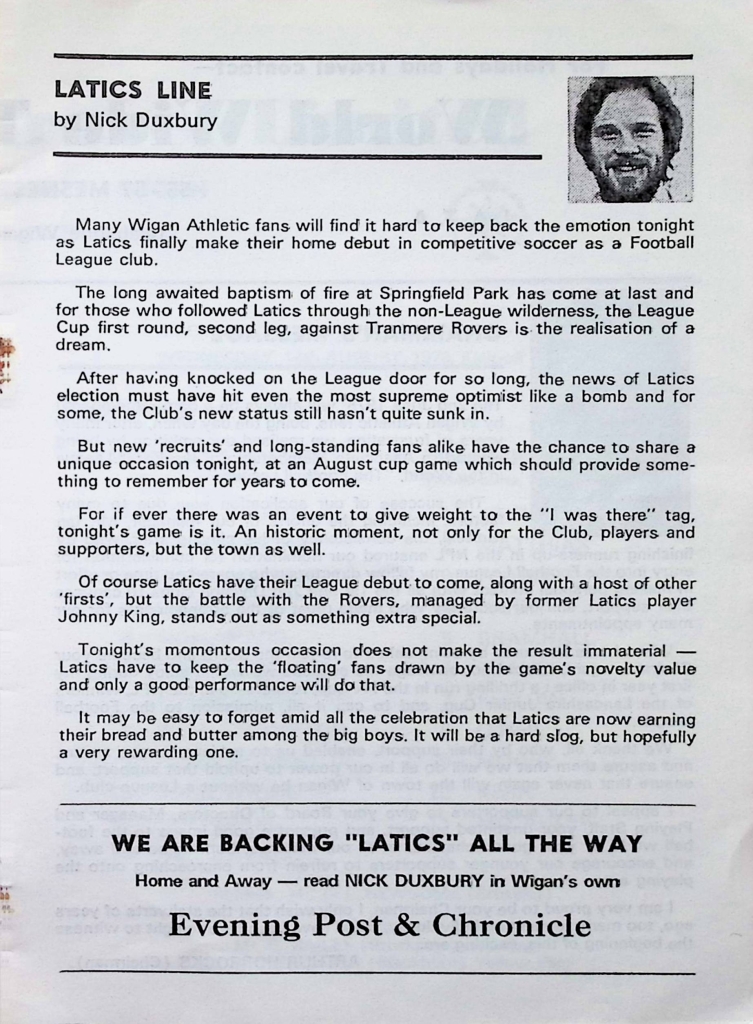 LATICS LINE
by Nick Duxbury
Many Wigan Athletic fans will find it hard to keep back the emotion tonight
as Latics finally make their home debut in competitive soccer as a Football
League club.
The long awaited baptism of fire at Springfield Park has come at last and
for those who followed Latics through the non-League wilderness, the League
Cup first round, second leg, against Tranmere Rovers is the realisation of a
dream.
After having knocked on the League door for so long, the news of Latics
election must have hit even the most supreme optimist like a bomb and for
some, the Club's new status still hasn't quite sunk in.
But new 'recruits' and long-standing fans alike have the chance to share a
unique occasion tonight, at an August cup game which should provide some-
thing to remember for years to come.
For if ever there was an event to give weight to the "I was there" tag,
tonight's game is it. An historic moment, not only for the Club, players and
supporters, but the town as well.
Of course Latics have their League debut to come, along with a host of other
'firsts', but the battle with the Rovers, managed by former Latics player
Johnny King, stands out as something extra special.
Tonight's momentous occasion does not make the result immaterial —
Latics have to keep the 'floating' fans drawn by the game's novelty value
and only a good performance will do that.
It may be easy to forget amid all the celebration that Latics are now earning
their bread and butter among the big boys. It will be a hard slog, but hopefully
a very rewarding one.
WE ARE BACKING "LATICS" ALL THE WAY
Home and Away — read NICK DUXBURY in Wigan's own
Evening Post & Chronicle